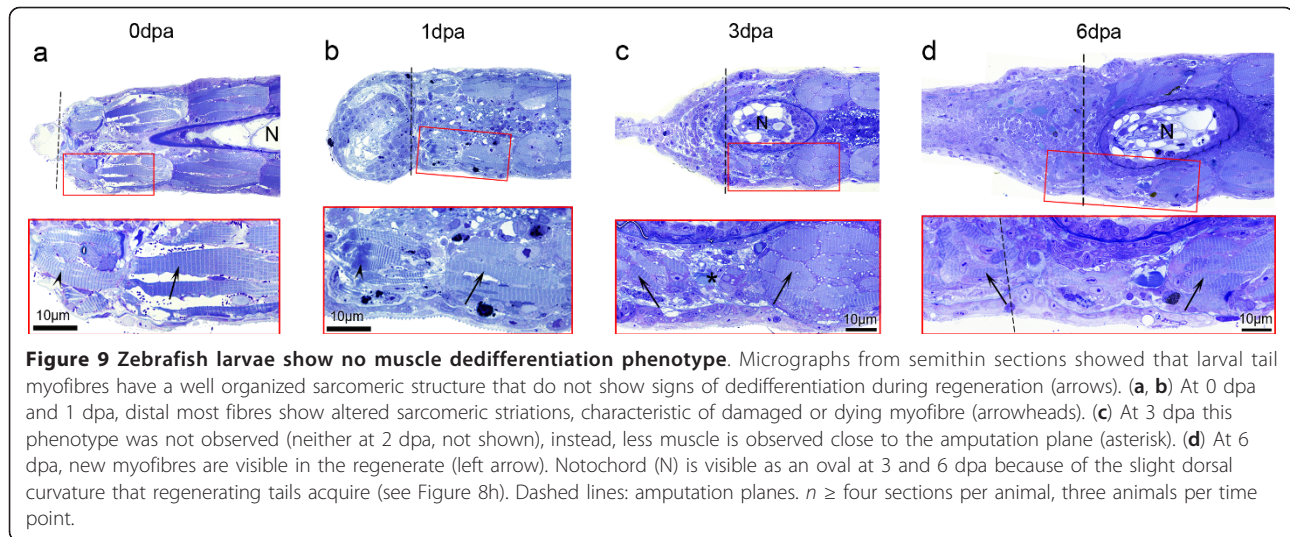 0dpa 1dpa 3dpa 6dpa
a b c d
N N N
10µm 10µm 10µm 10µm
*
Figure 9 Zebrafish larvae show no muscle dedifferentiation phenotype. Micrographs from semithin sections showed that larval tail
myofibres have a well organized sarcomeric structure that do not show signs of dedifferentiation during regeneration (arrows). (a, b) At 0 dpa
and 1 dpa, distal most fibres show altered sarcomeric striations, characteristic of damaged or dying myofibre (arrowheads). (c) At 3 dpa this
phenotype was not observed (neither at 2 dpa, not shown), instead, less muscle is observed close to the amputation plane (asterisk). (d) At 6
dpa, new myofibres are visible in the regenerate (left arrow). Notochord (N) is visible as an oval at 3 and 6 dpa because of the slight dorsal
curvature that regenerating tails acquire (see Figure 8h). Dashed lines: amputation planes. n ≥ four sections per animal, three animals per time
point.